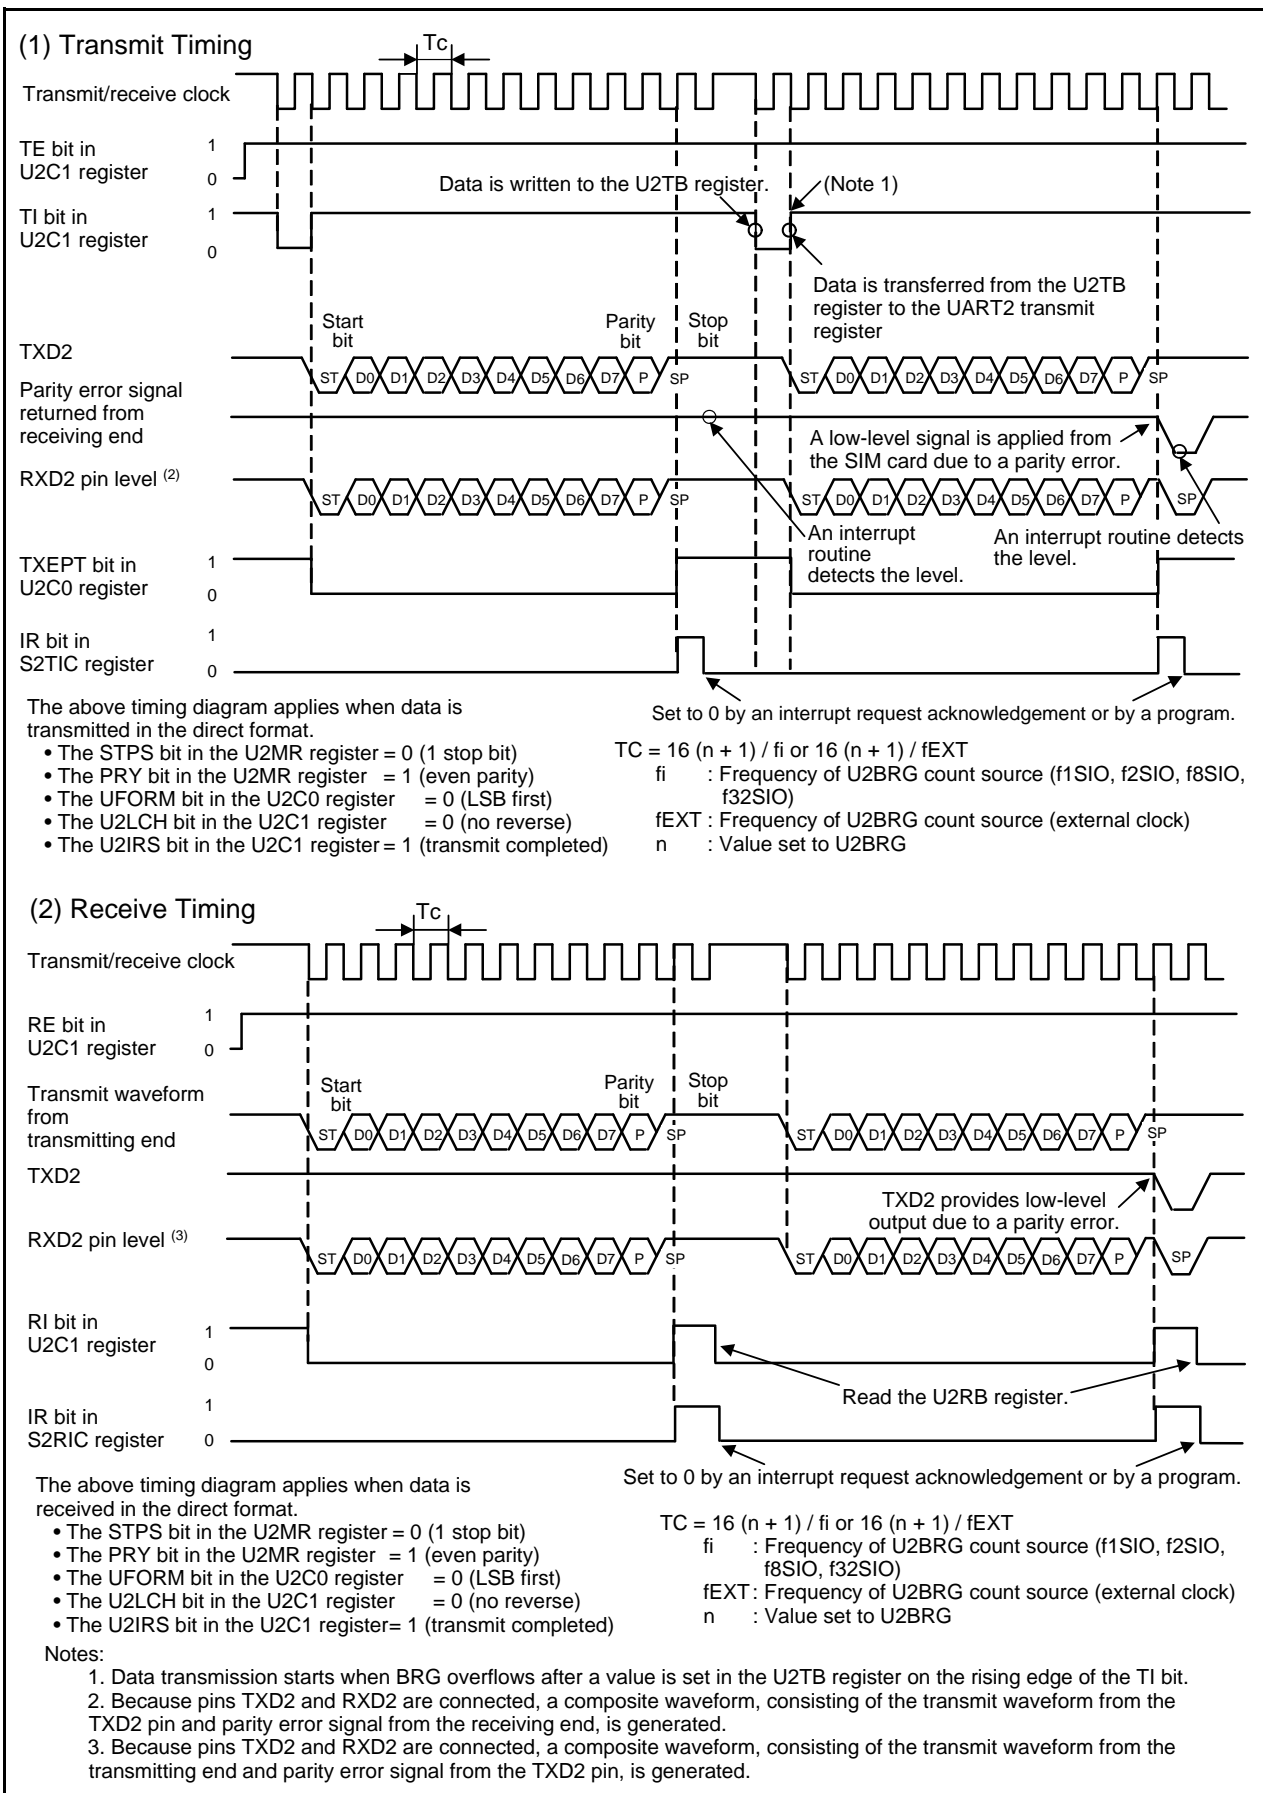 (1) Transmit Timing
Tc
Transmit/receive clock
TE bit in
U2C1 register
1
0
Data is written to the U2TB register.
(Note 1)
TI bit in
U2C1 register
1
0
Data is transferred from the U2TB
register to the UART2 transmit
register
Start
bit
Parity
bit
Stop
bit
TXD2
ST D0 D1 D2 D3 D4 D5 D6 D7 P SP
ST D0 D1 D2 D3 D4 D5 D6 D7 P SP
Parity error signal
returned from
receiving end
A low-level signal is applied from
the SIM card due to a parity error.
RXD2 pin level (2)
ST D0 D1 D2 D3 D4 D5 D6 D7 P SP
ST D0 D1 D2 D3 D4 D5 D6 D7 P SP
An interrupt
routine
detects the level.
An interrupt routine detects
the level.
TXEPT bit in
U2C0 register
1
0
IR bit in
S2TIC register
1
0
Set to 0 by an interrupt request acknowledgement or by a program.
The above timing diagram applies when data is
transmitted in the direct format.
• The STPS bit in the U2MR register = 0 (1 stop bit)
• The PRY bit in the U2MR register = 1 (even parity)
• The UFORM bit in the U2C0 register = 0 (LSB first)
• The U2LCH bit in the U2C1 register = 0 (no reverse)
• The U2IRS bit in the U2C1 register = 1 (transmit completed)
TC = 16 (n + 1) / fi or 16 (n + 1) / fEXT
fi : Frequency of U2BRG count source (f1SIO, f2SIO, f8SIO,
f32SIO)
fEXT : Frequency of U2BRG count source (external clock)
n : Value set to U2BRG
(2) Receive Timing
Tc
Transmit/receive clock
RE bit in
U2C1 register
1
0
Start
bit
Parity
bit
Stop
bit
Transmit waveform
from
transmitting end
ST D0 D1 D2 D3 D4 D5 D6 D7 P SP
ST D0 D1 D2 D3 D4 D5 D6 D7 P SP
TXD2
TXD2 provides low-level
output due to a parity error.
RXD2 pin level (3)
ST D0 D1 D2 D3 D4 D5 D6 D7 P SP
ST D0 D1 D2 D3 D4 D5 D6 D7 P SP
RI bit in
U2C1 register
1
0
Read the U2RB register.
IR bit in
S2RIC register
1
0
Set to 0 by an interrupt request acknowledgement or by a program.
The above timing diagram applies when data is
received in the direct format.
• The STPS bit in the U2MR register = 0 (1 stop bit)
• The PRY bit in the U2MR register = 1 (even parity)
• The UFORM bit in the U2C0 register = 0 (LSB first)
• The U2LCH bit in the U2C1 register = 0 (no reverse)
• The U2IRS bit in the U2C1 register= 1 (transmit completed)
TC = 16 (n + 1) / fi or 16 (n + 1) / fEXT
fi : Frequency of U2BRG count source (f1SIO, f2SIO,
f8SIO, f32SIO)
fEXT : Frequency of U2BRG count source (external clock)
n : Value set to U2BRG
Notes:
1. Data transmission starts when BRG overflows after a value is set in the U2TB register on the rising edge of the TI bit.
2. Because pins TXD2 and RXD2 are connected, a composite waveform, consisting of the transmit waveform from the
TXD2 pin and parity error signal from the receiving end, is generated.
3. Because pins TXD2 and RXD2 are connected, a composite waveform, consisting of the transmit waveform from the
transmitting end and parity error signal from the TXD2 pin, is generated.